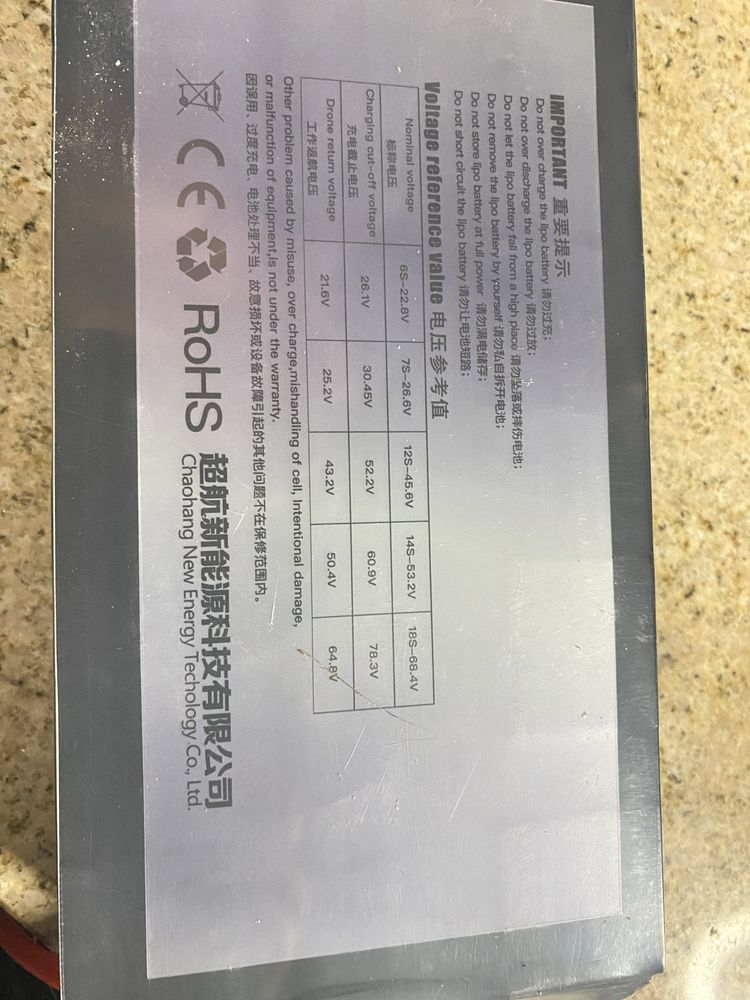 IMPORTANT 重要提示
Do not over charge the lipo battery 请勿过充;
Do not over discharge the lipo battery 请勿过放;
Do not let the lipo battery fall from a high place 请勿坠落或摔伤电池;
Do not remove the lipo battery by yourself 请勿私自拆开电池;
Do not store lipo battery at full power 请勿满电储存;
Do not short circult the lipo battery 请勿让电池短路;
Voltage reference value 电压参考值
Nominal voltage 标称电压 6S-22.8V 7S-26.6V 12S-45.6V 14S-53.2V 18S-68.4V
Charging cut-off voltage 充电截止电压 26.1V 30.45V 52.2V 60.9V 78.3V
Drone return voltage 工作返航电压 21.6V 25.2V 43.2V 50.4V 64.8V
Other problem caused by misuse, over charge,mishandling of cell, Intentional damage,
or malfunction of equipment,is not under the warranty.
因误用、过度充电、电池处理不当、故意损坏或设备故障引起的其他问题不在保修范围内。
CE RoHS 超航新能源科技有限公司
Chaohang New Energy Techology Co., Ltd.